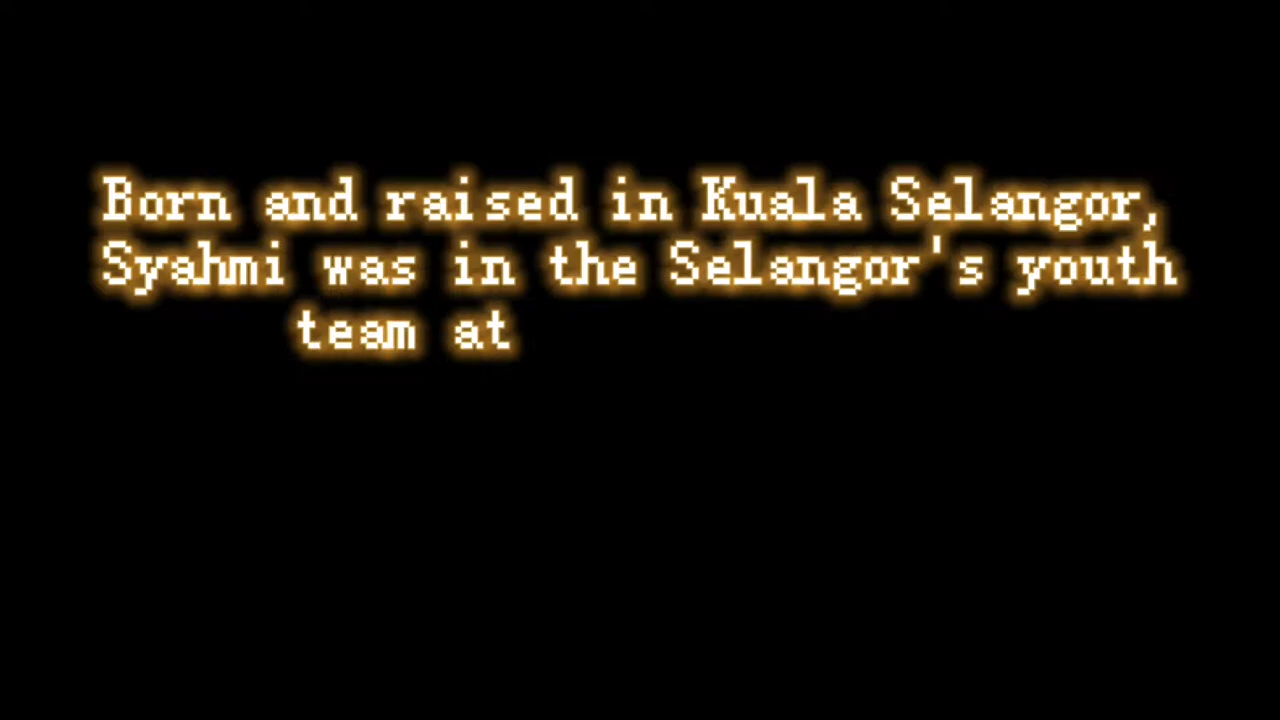 Born and raised in Kuala Selangor,
Syahmi was in the Selangor's youth
team at